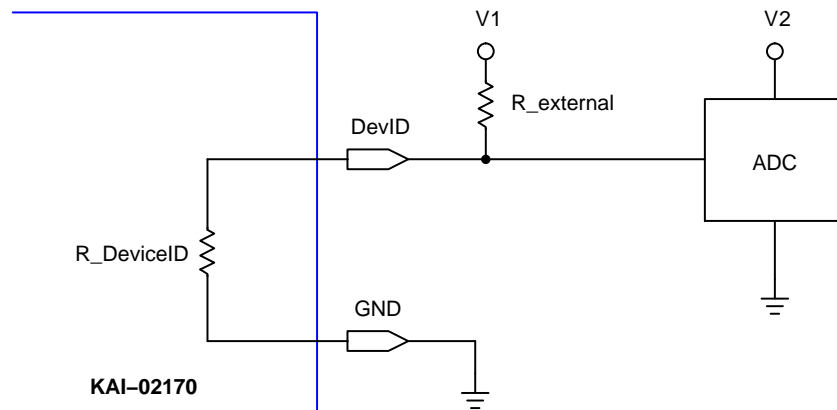 V1
V2
R_external
DevID
ADC
R_DeviceID
GND
KAI–02170